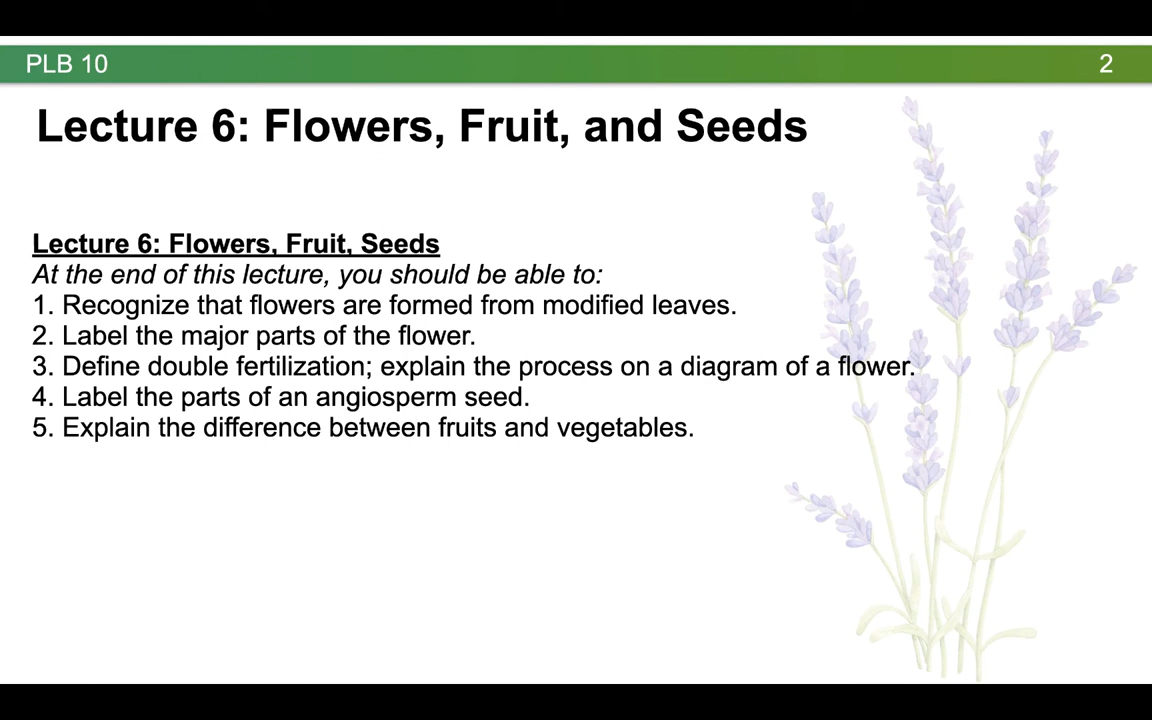 PLB 10
2
Lecture 6: Flowers, Fruit, and Seeds
Lecture 6: Flowers, Fruit, Seeds
At the end of this lecture, you should be able to:
1. Recognize that flowers are formed from modified leaves.
2. Label the major parts of the flower.
3. Define double fertilization; explain the process on a diagram of a flower.
4. Label the parts of an angiosperm seed.
5. Explain the difference between fruits and vegetables.